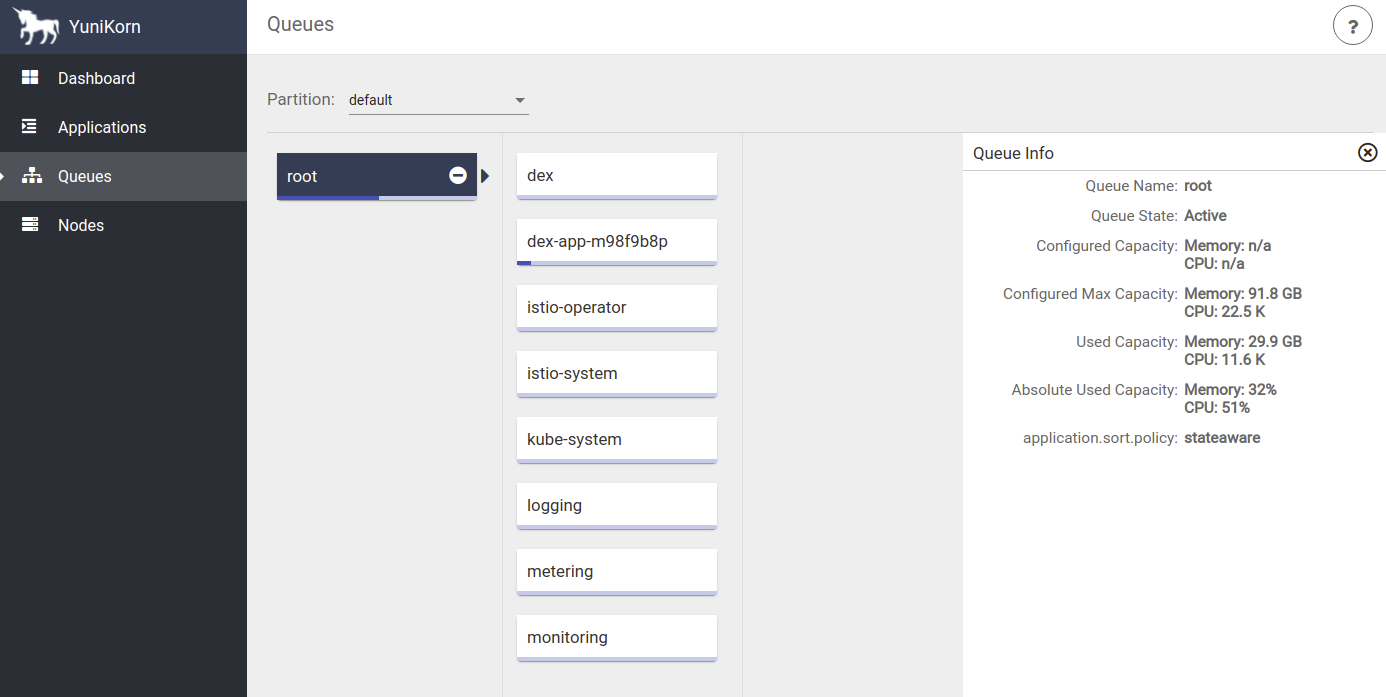 YuniKorn
Dashboard
Applications
Queues
Nodes
Queues
?
Partition: default
root
dex
dex-app-m98f9b8p
istio-operator
istio-system
kube-system
logging
metering
monitoring
Queue Info
Queue Name: root
Queue State: Active
Configured Capacity: Memory: n/a
CPU: n/a
Configured Max Capacity: Memory: 91.8 GB
CPU: 22.5 K
Used Capacity: Memory: 29.9 GB
CPU: 11.6 K
Absolute Used Capacity: Memory: 32%
CPU: 51%
application.sort.policy: stateaware